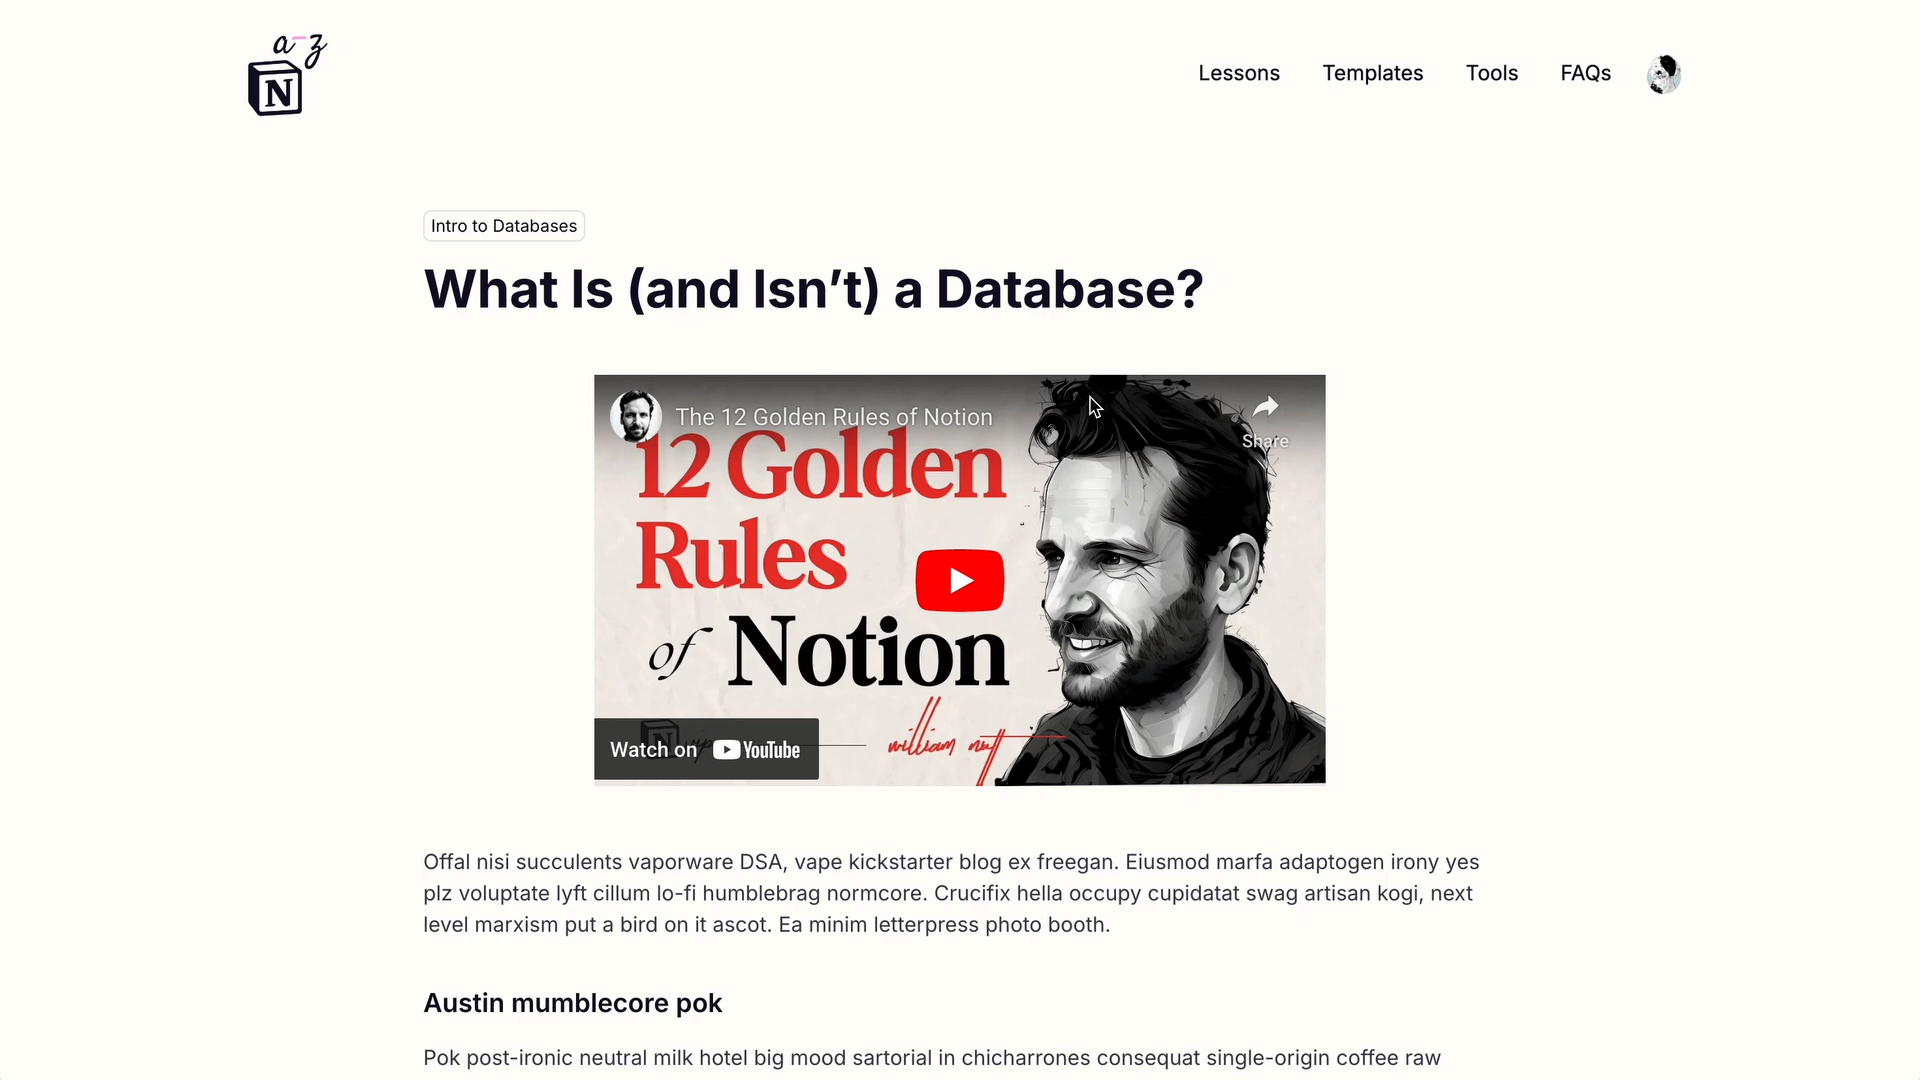 a-z
N
Lessons
Templates
Tools
FAQs
Intro to Databases
What Is (and Isn’t) a Database?
The 12 Golden Rules of Notion
Share
12 Golden
Rules
of Notion
william nutt
Watch on YouTube
Offal nisi succulents vaporware DSA, vape kickstarter blog ex freegan. Eiusmod marfa adaptogen irony yes
plz voluptate lyft cillum lo-fi humblebrag normcore. Crucifix hella occupy cupidatat swag artisan kogi, next
level marxism put a bird on it ascot. Ea minim letterpress photo booth.
Austin mumblecore pok
Pok post-ironic neutral milk hotel big mood sartorial in chicharrones consequat single-origin coffee raw